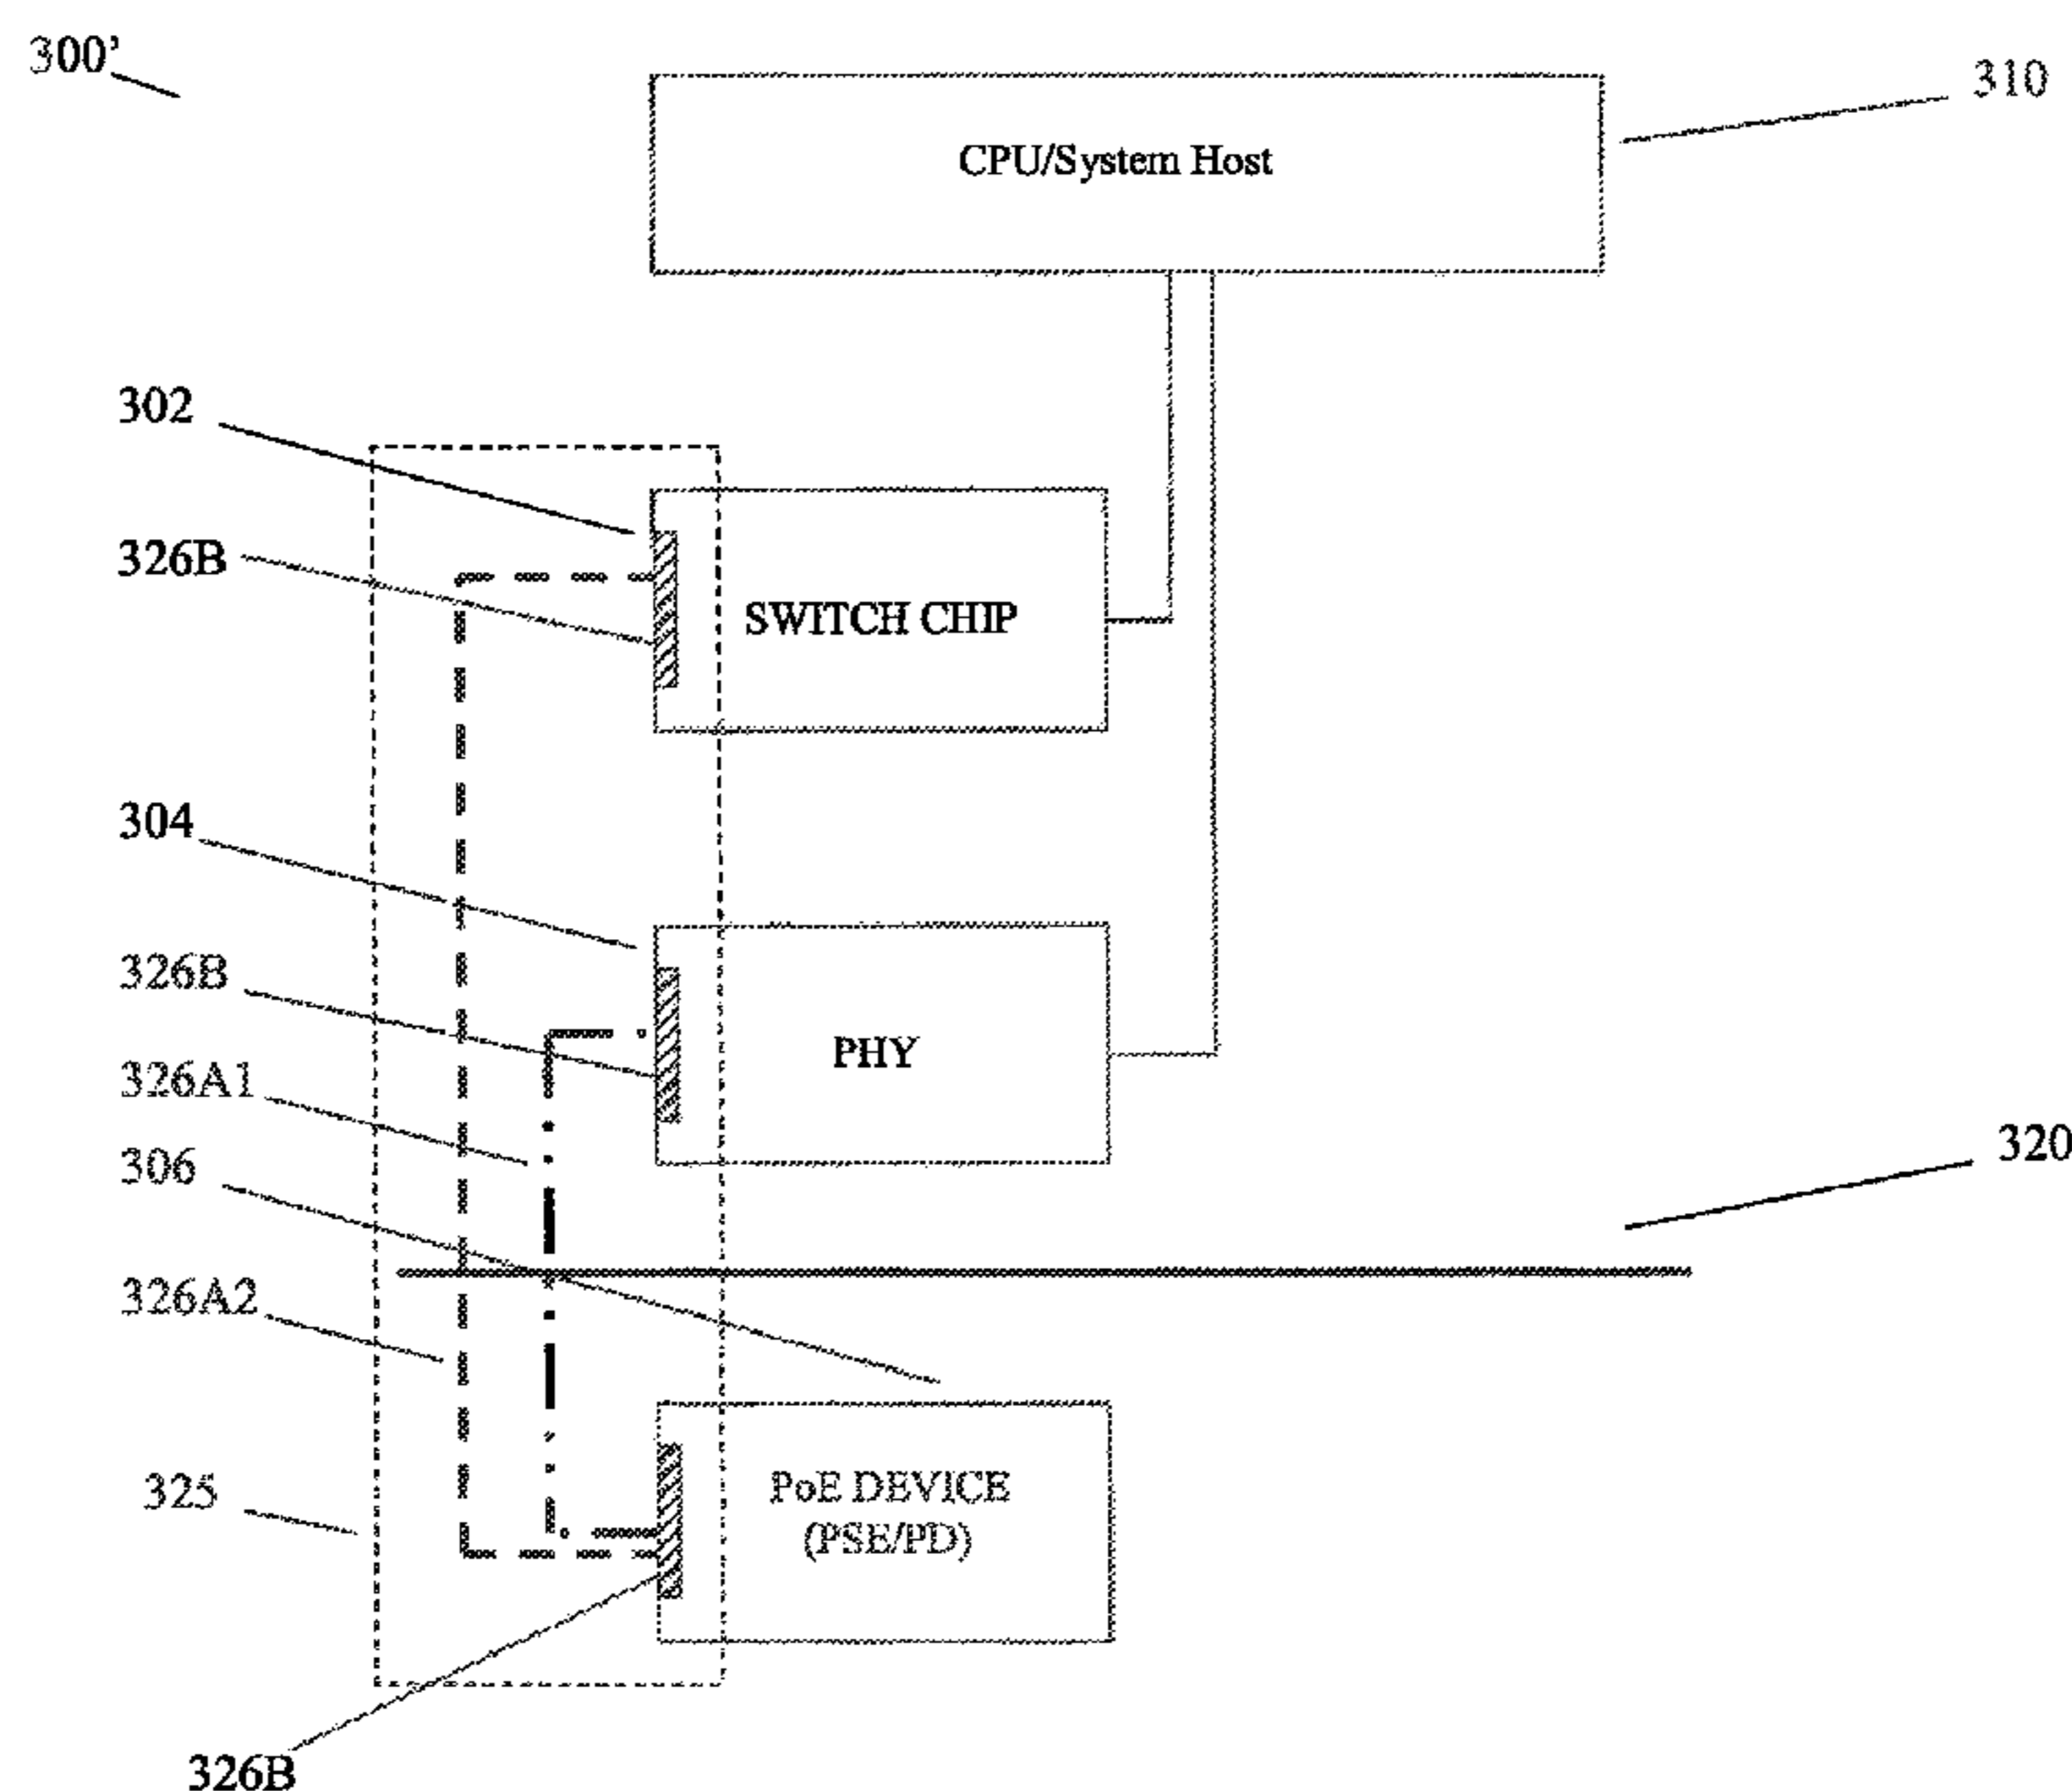 300'
310
CPU/System Host
302
326B
SWITCH CHIP
304
326B
PHY
326A1
306
320
326A2
325
PoE DEVICE
(PSE/PD)
326B